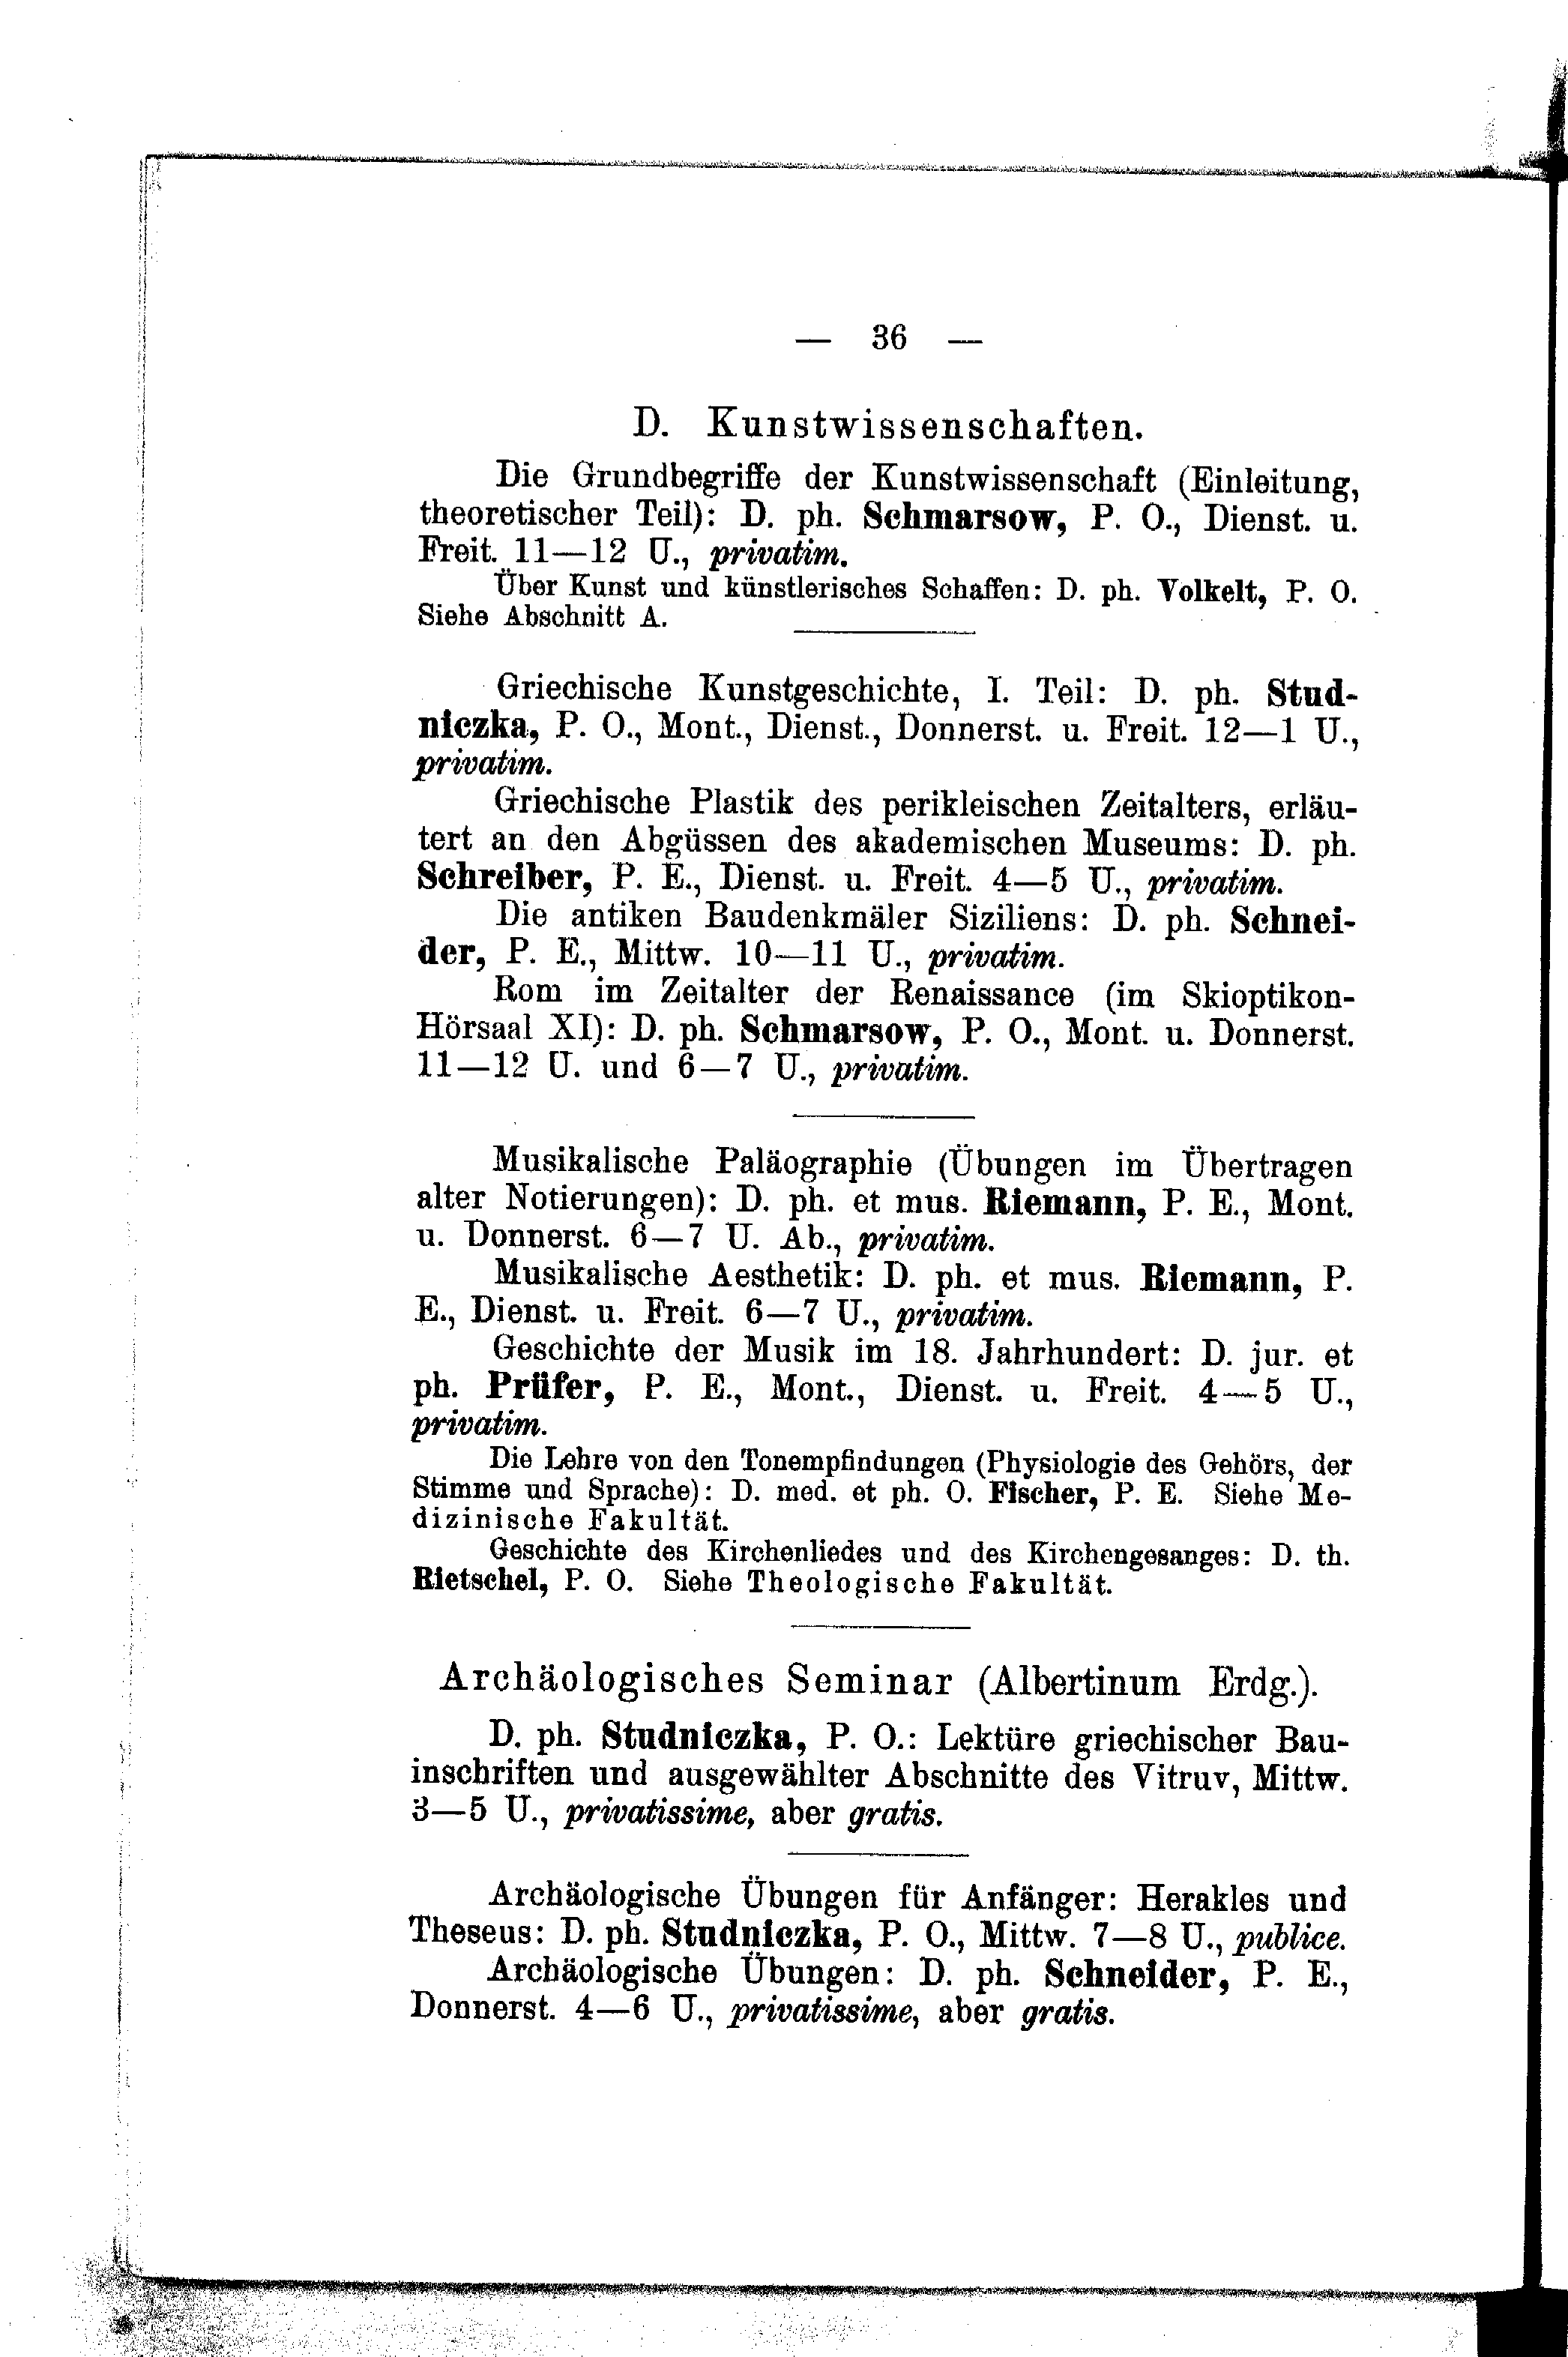 — 36 —
D. Kunstwissenschaften.
Die Grundbegriffe der Kunstwissenschaft (Einleitung,
theoretischer Teil): D. ph. Schmarsow, P. O., Dienst. u.
Freit. 11—12 U., privatim.
Über Kunst und künstlerisches Schaffen: D. ph. Volkelt, P. O.
Siehe Abschnitt A.
Griechische Kunstgeschichte, I. Teil: D. ph. Stud-
niczka, P. O., Mont., Dienst., Donnerst. u. Freit. 12—1 U.,
privatim.
Griechische Plastik des perikleischen Zeitalters, erläu-
tert an den Abgüssen des akademischen Museums: D. ph.
Schreiber, P. E., Dienst. u. Freit. 4—5 U., privatim.
Die antiken Baudenkmäler Siziliens: D. ph. Schnei-
der, P. E., Mittw. 10—11 U., privatim.
Rom im Zeitalter der Renaissance (im Skioptikon-
Hörsaal XI): D. ph. Schmarsow, P. O., Mont. u. Donnerst.
11—12 U. und 6—7 U., privatim.
Musikalische Paläographie (Übungen im Übertragen
alter Notierungen): D. ph. et mus. Riemann, P. E., Mont.
u. Donnerst. 6—7 U. Ab., privatim.
Musikalische Aesthetik: D. ph. et mus. Riemann, P.
E., Dienst. u. Freit. 6—7 U., privatim.
Geschichte der Musik im 18. Jahrhundert: D. jur. et
ph. Prüfer, P. E., Mont., Dienst. u. Freit. 4—5 U.,
privatim.
Die Lehre von den Tonempfindungen (Physiologie des Gehörs, der
Stimme und Sprache): D. med. et ph. O. Fischer, P. E. Siehe Me-
dizinische Fakultät.
Geschichte des Kirchenliedes und des Kirchengesanges: D. th.
Rietschel, P. O. Siehe Theologische Fakultät.
Archäologisches Seminar (Albertinum Erdg.).
D. ph. Studniczka, P. O.: Lektüre griechischer Bau-
inschriften und ausgewählter Abschnitte des Vitruv, Mittw.
3—5 U., privatissime, aber gratis.
Archäologische Übungen für Anfänger: Herakles und
Theseus: D. ph. Studniczka, P. O., Mittw. 7—8 U., publice.
Archäologische Übungen: D. ph. Schneider, P. E.,
Donnerst. 4—6 U., privatissime, aber gratis.